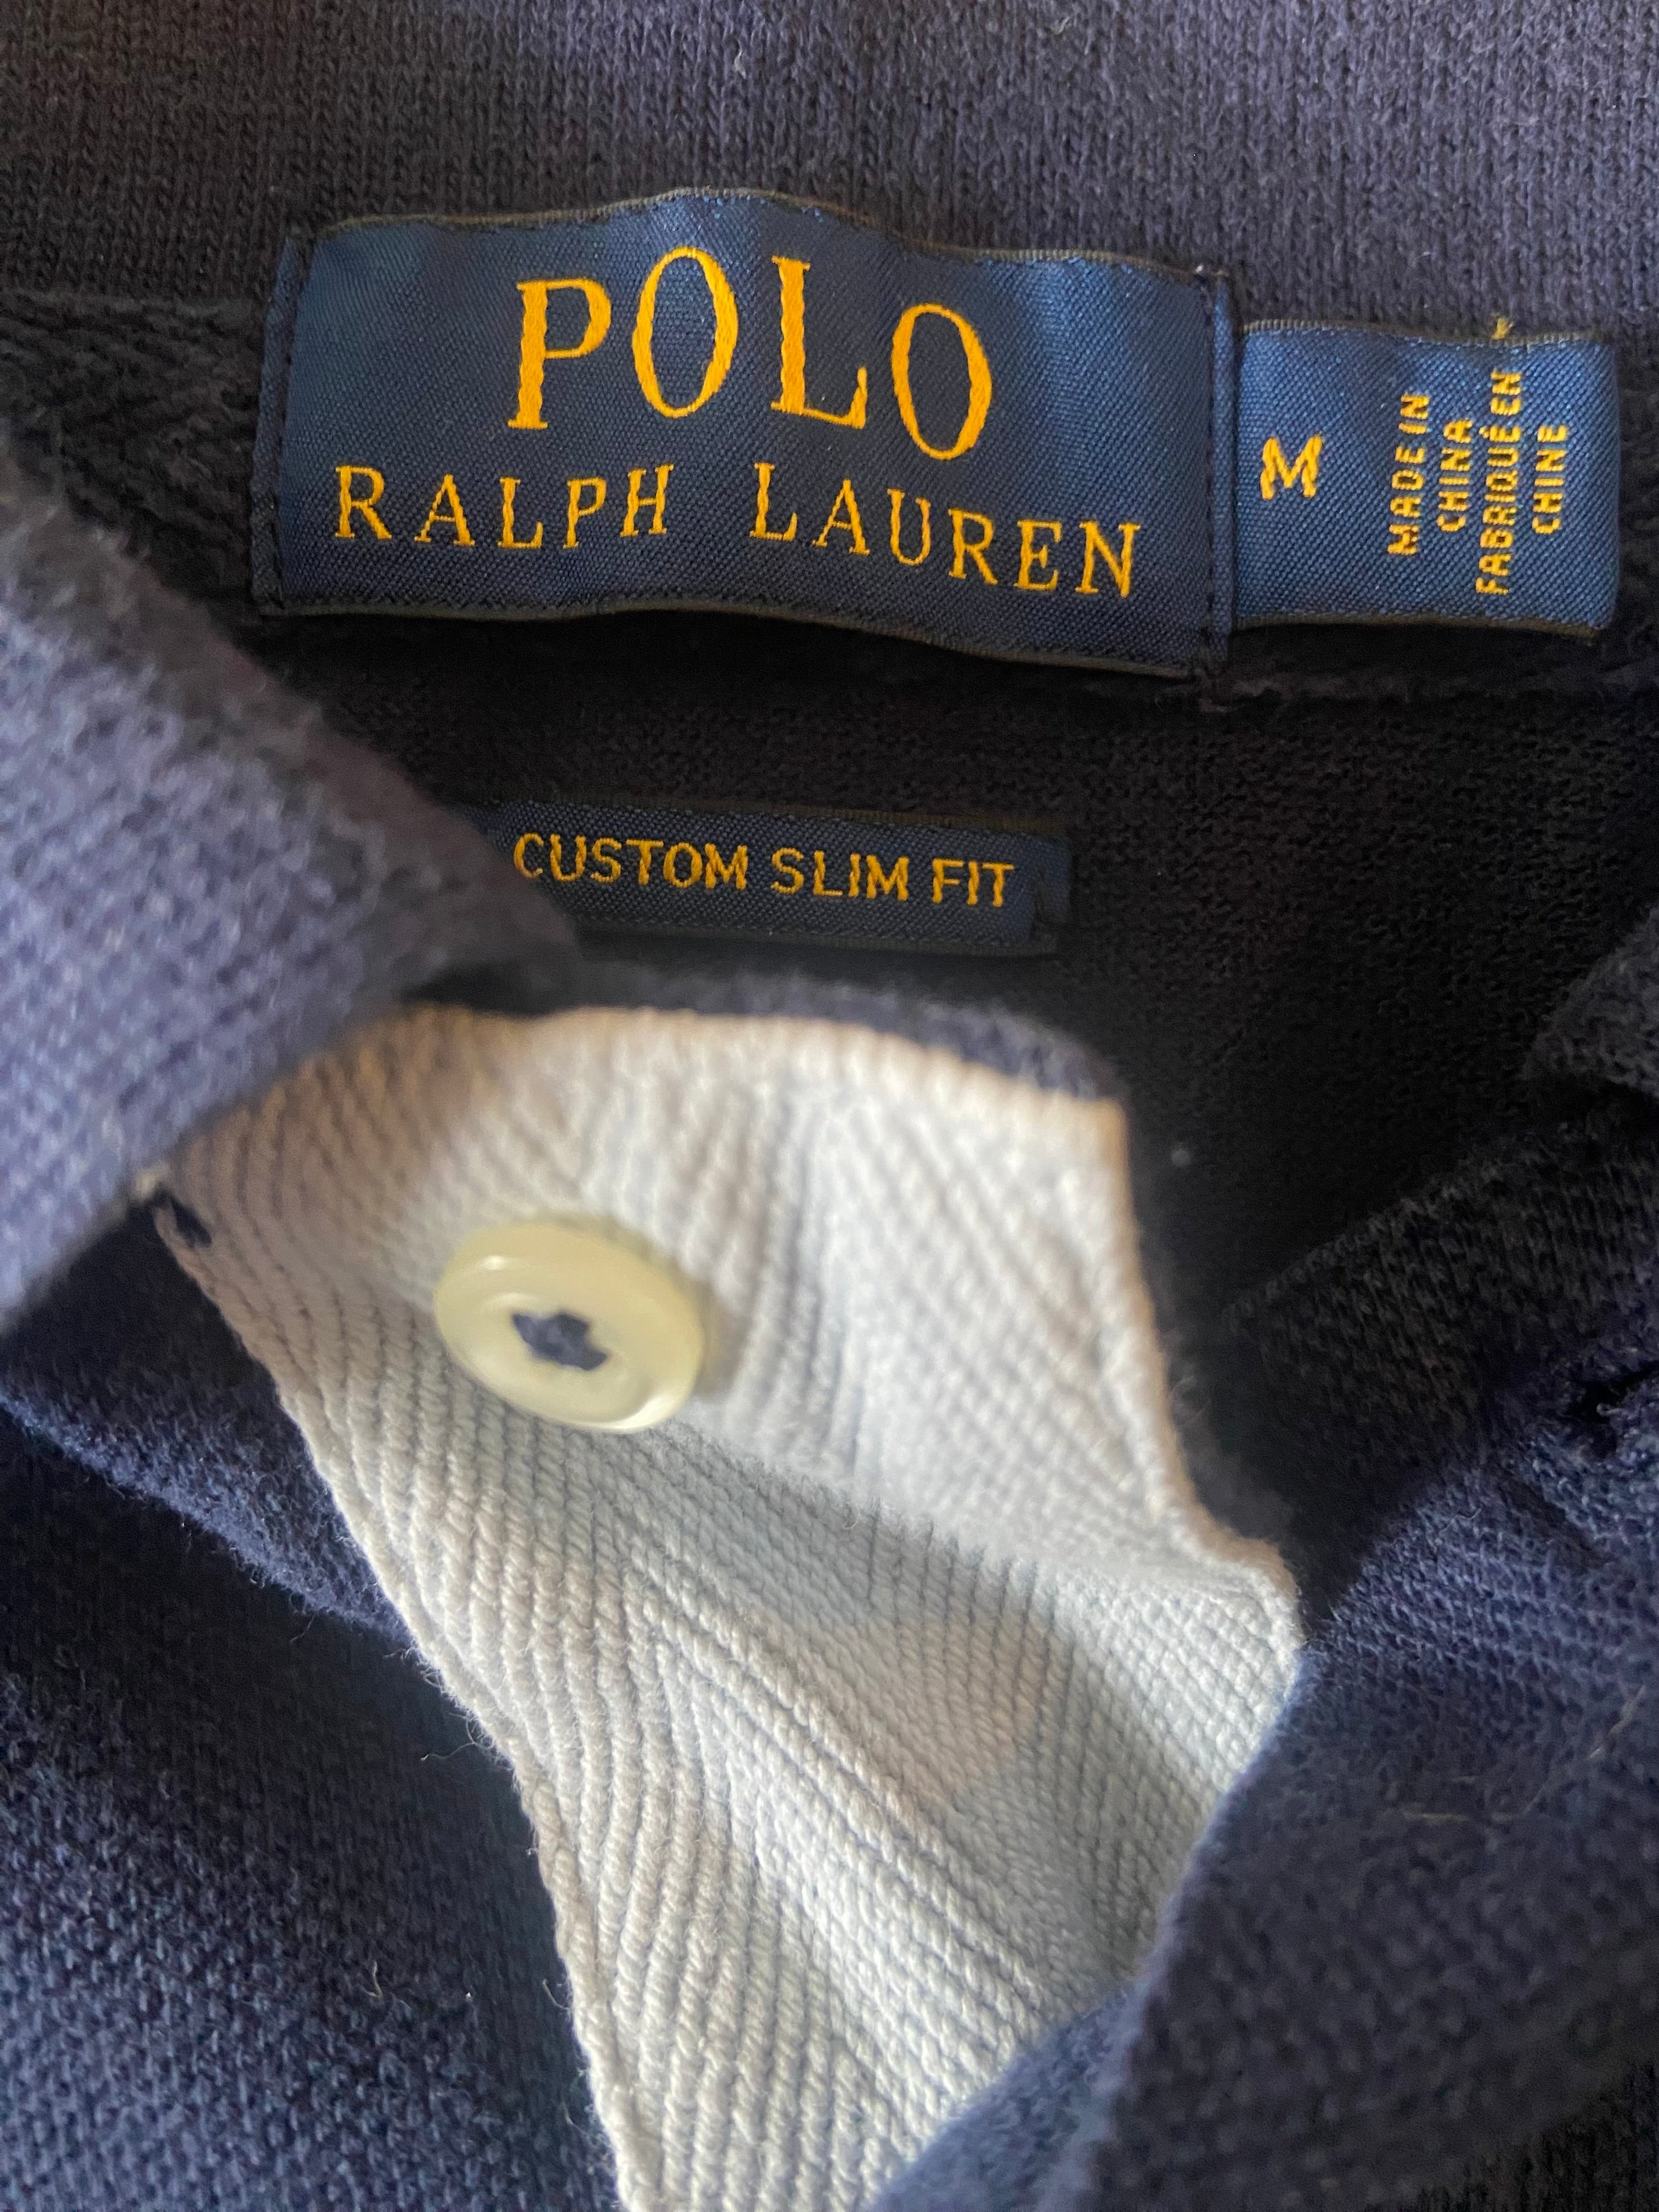 POLO
RALPH LAUREN
M
MADE IN
CHINA
FABRIQUÉ EN
CHINE
CUSTOM SLIM FIT